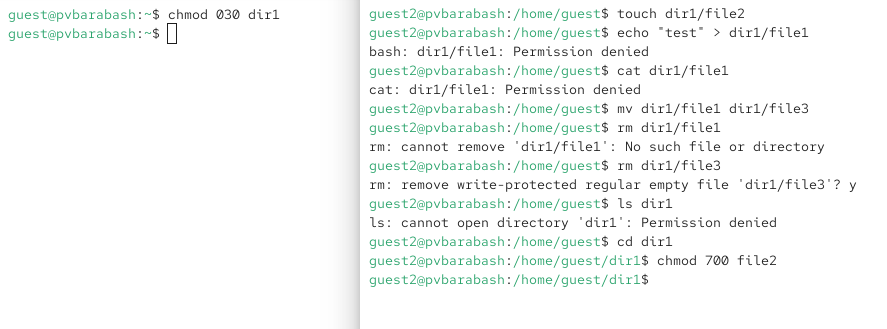 guest@pvbarabash:~$ chmod 030 dir1
guest@pvbarabash:~$
guest2@pvbarabash:/home/guest$ touch dir1/file2
guest2@pvbarabash:/home/guest$ echo "test" > dir1/file1
bash: dir1/file1: Permission denied
guest2@pvbarabash:/home/guest$ cat dir1/file1
cat: dir1/file1: Permission denied
guest2@pvbarabash:/home/guest$ mv dir1/file1 dir1/file3
guest2@pvbarabash:/home/guest$ rm dir1/file1
rm: cannot remove 'dir1/file1': No such file or directory
guest2@pvbarabash:/home/guest$ rm dir1/file3
rm: remove write-protected regular empty file 'dir1/file3'? y
guest2@pvbarabash:/home/guest$ ls dir1
ls: cannot open directory 'dir1': Permission denied
guest2@pvbarabash:/home/guest$ cd dir1
guest2@pvbarabash:/home/guest/dir1$ chmod 700 file2
guest2@pvbarabash:/home/guest/dir1$